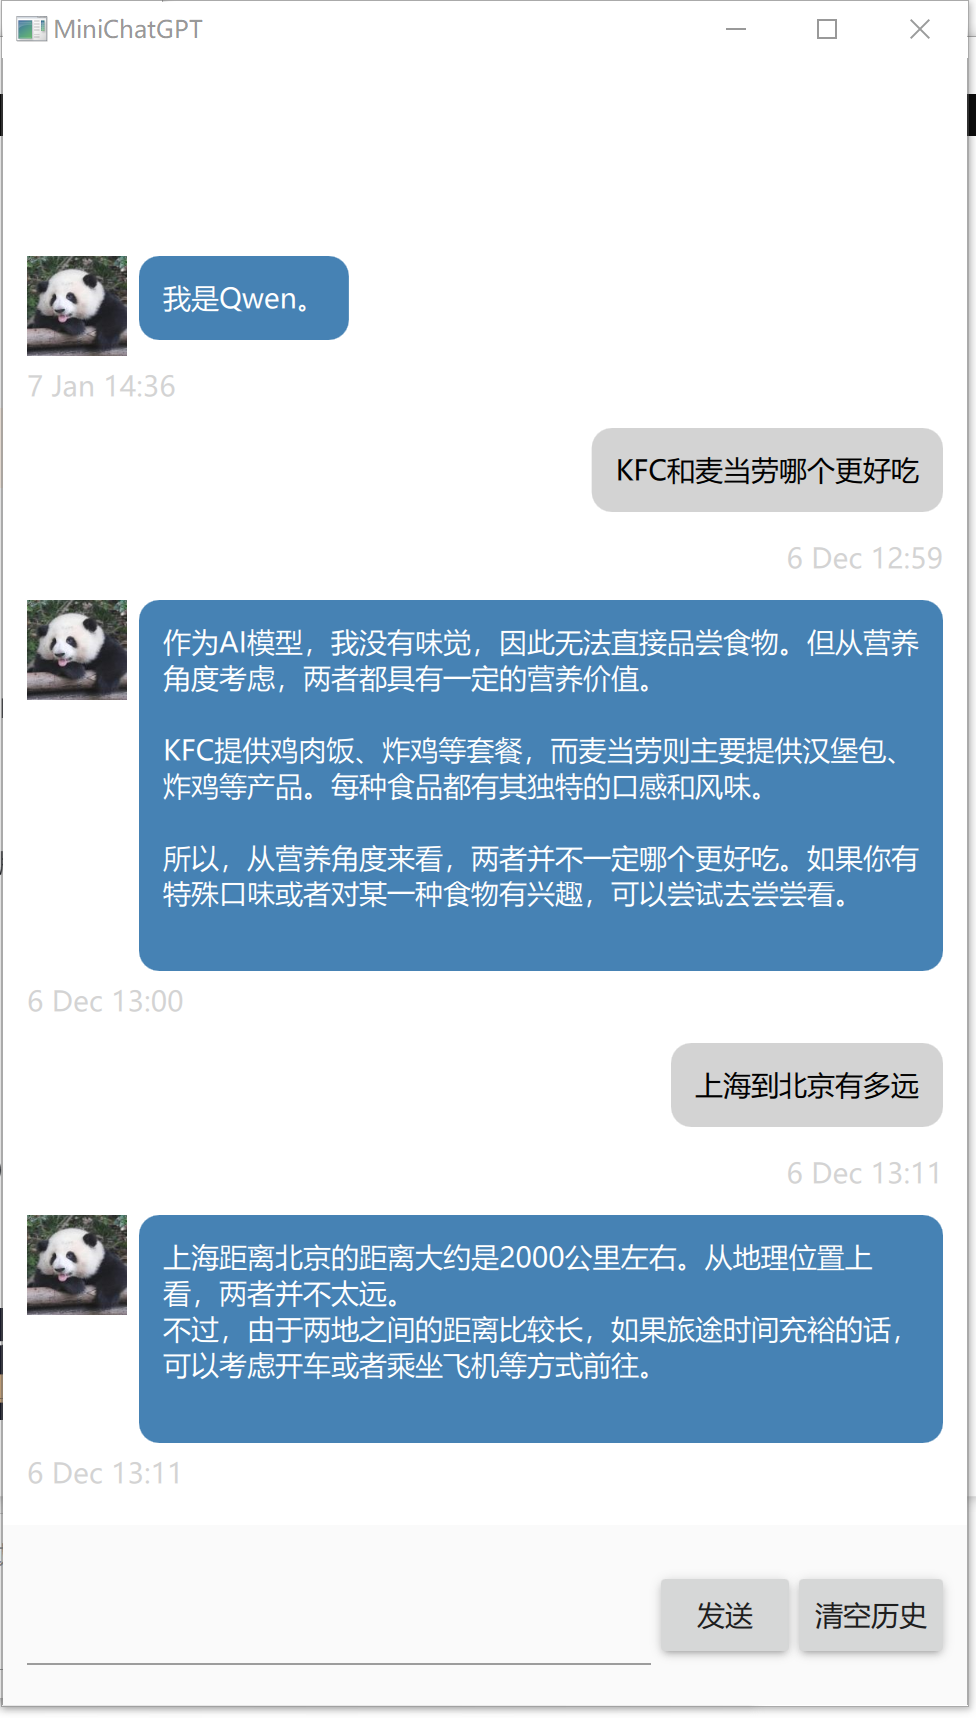 MiniChatGPT
我是Qwen。
7 Jan 14:36
KFC和麦当劳哪个更好吃
6 Dec 12:59
作为AI模型，我没有味觉，因此无法直接品尝食物。但从营养
角度考虑，两者都具有一定的营养价值。
KFC提供鸡肉饭、炸鸡等套餐，而麦当劳则主要提供汉堡包、
炸鸡等产品。每种食品都有其独特的口感和风味。
所以，从营养角度来看，两者并不一定哪个更好吃。如果你有
特殊口味或者对某一种食物有兴趣，可以尝试去尝尝看。
6 Dec 13:00
上海到北京有多远
6 Dec 13:11
上海距离北京的距离大约是2000公里左右。从地理位置上
看，两者并不太远。
不过，由于两地之间的距离比较长，如果旅途时间充裕的话，
可以考虑开车或者乘坐飞机等方式前往。
6 Dec 13:11
发送
清空历史